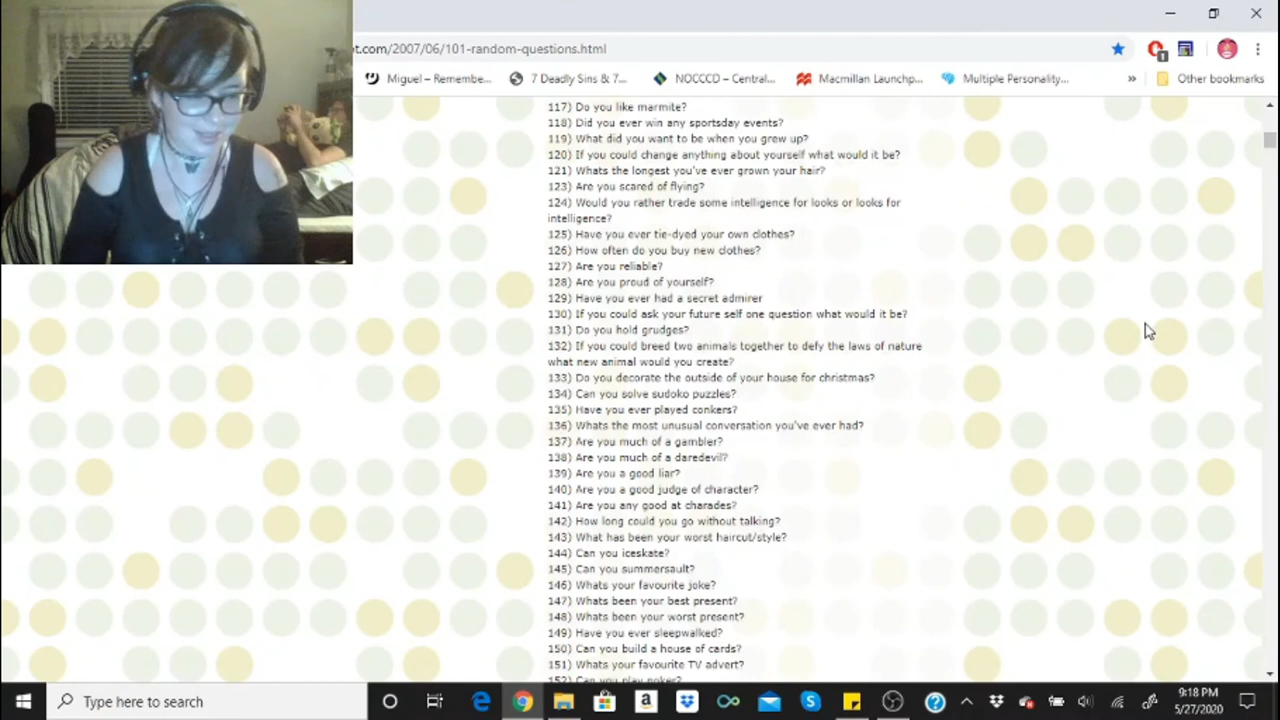 t.com/2007/06/101-random-questions.html
Miguel – Remembe...
7 Deadly Sins & 7...
NOCCCD – Central...
Macmillan Launchp...
Multiple Personality...
»
Other bookmarks
117) Do you like marmite?
118) Did you ever win any sportsday events?
119) What did you want to be when you grew up?
120) If you could change anything about yourself what would it be?
121) Whats the longest you've ever grown your hair?
123) Are you scared of flying?
124) Would you rather trade some intelligence for looks or looks for
intelligence?
125) Have you ever tie-dyed your own clothes?
126) How often do you buy new clothes?
127) Are you reliable?
128) Are you proud of yourself?
129) Have you ever had a secret admirer
130) If you could ask your future self one question what would it be?
131) Do you hold grudges?
132) If you could breed two animals together to defy the laws of nature
what new animal would you create?
133) Do you decorate the outside of your house for christmas?
134) Can you solve sudoko puzzles?
135) Have you ever played conkers?
136) Whats the most unusual conversation you've ever had?
137) Are you much of a gambler?
138) Are you much of a daredevil?
139) Are you a good liar?
140) Are you a good judge of character?
141) Are you any good at charades?
142) How long could you go without talking?
143) What has been your worst haircut/style?
144) Can you iceskate?
145) Can you summersault?
146) Whats your favourite joke?
147) Whats been your best present?
148) Whats been your worst present?
149) Have you ever sleepwalked?
150) Can you build a house of cards?
151) Whats your favourite TV advert?
152) Can you play poker?
Type here to search
9:18 PM
5/27/2020